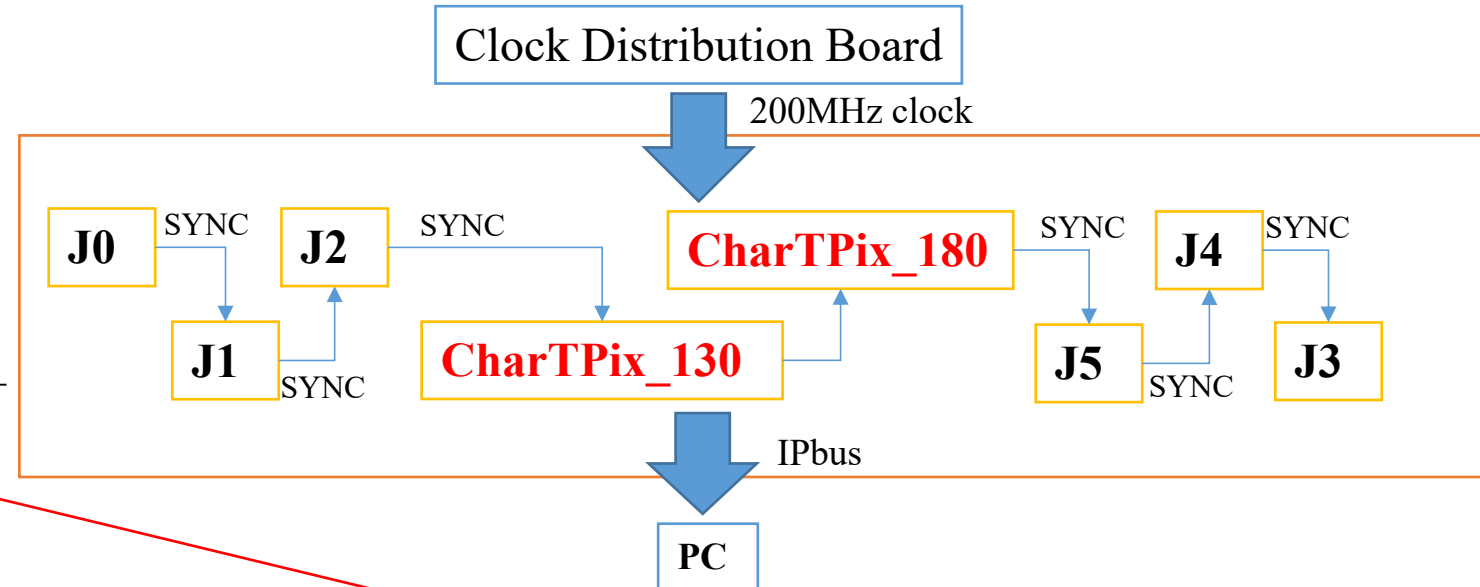 Clock Distribution Board
200MHz clock
J0
SYNC
J2
SYNC
CharTPix_180
SYNC
J4
SYNC
J1
SYNC
CharTPix_130
J5
SYNC
J3
IPbus
PC